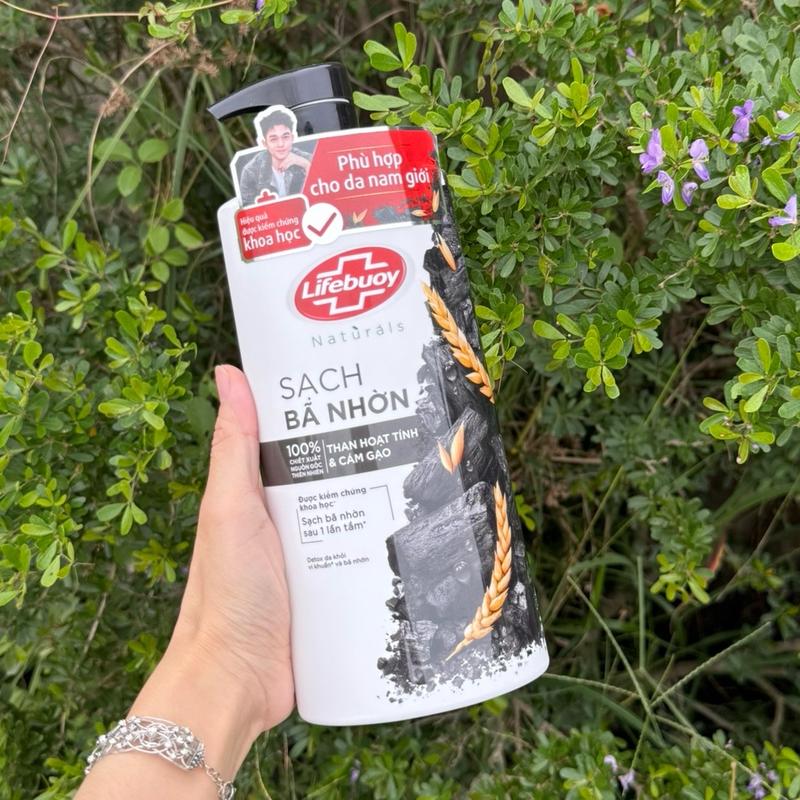 Phù hợp
cho da nam giới
Hiệu quả
được kiểm chứng
khoa học
Lifebuoy
Naturals
SẠCH
BÃ NHỜN
100%
CHIẾT XUẤT
NGUỒN GỐC
THIÊN NHIÊN
THAN HOẠT TÍNH
& CÁM GẠO
Được kiểm chứng
khoa học*
Sạch bã nhờn
sau 1 lần tắm*
Detox da khỏi
vi khuẩn* và bã nhờn